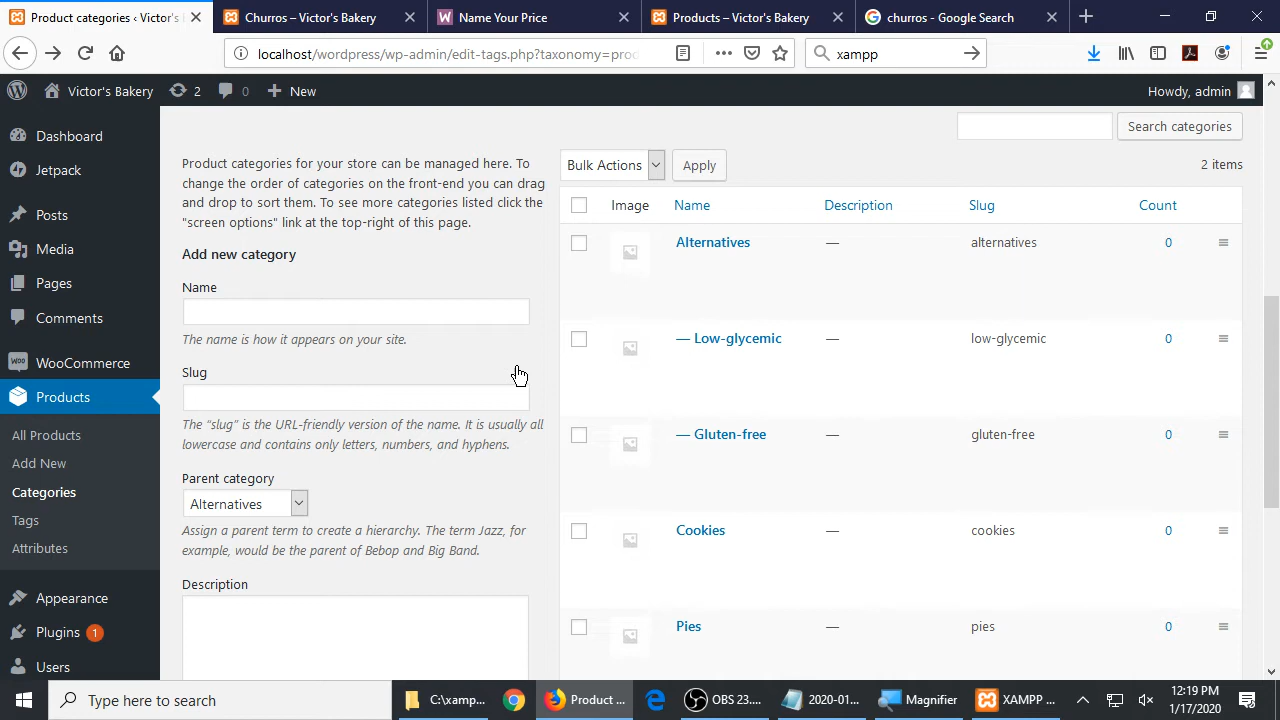 Product categories ‹ Victor's B
Churros – Victor's Bakery
Name Your Price
Products – Victor's Bakery
churros - Google Search
localhost/wordpress/wp-admin/edit-tags.php?taxonomy=prod
xampp
Victor's Bakery
2
0
New
Howdy, admin
Dashboard
Jetpack
Posts
Media
Pages
Comments
WooCommerce
Products
All Products
Add New
Categories
Tags
Attributes
Appearance
Plugins 1
Users
Product categories for your store can be managed here. To
change the order of categories on the front-end you can drag
and drop to sort them. To see more categories listed click the
"screen options" link at the top-right of this page.
Add new category
Name
The name is how it appears on your site.
Slug
The “slug” is the URL-friendly version of the name. It is usually all
lowercase and contains only letters, numbers, and hyphens.
Parent category
Alternatives
Assign a parent term to create a hierarchy. The term Jazz, for
example, would be the parent of Bebop and Big Band.
Description
Search categories
Bulk Actions
Apply
2 items
Image Name Description Slug Count
Alternatives — alternatives 0
— Low-glycemic — low-glycemic 0
— Gluten-free — gluten-free 0
Cookies — cookies 0
Pies — pies 0
Type here to search
C:\xamp...
Product ...
OBS 23....
2020-01...
Magnifier
XAMPP ...
12:19 PM
1/17/2020